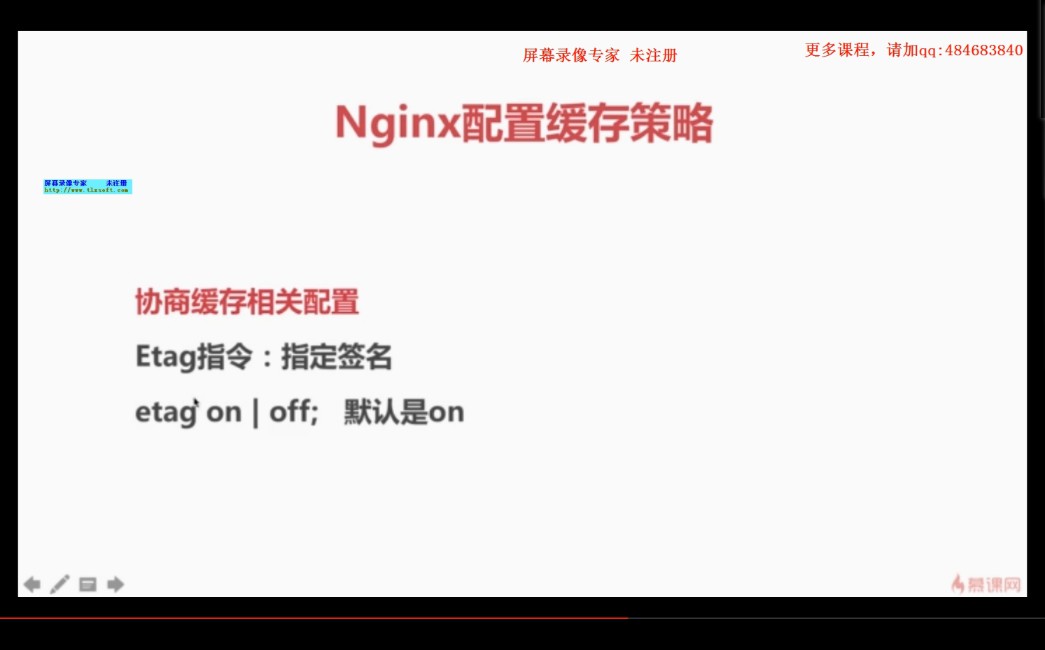 屏幕录像专家 未注册
更多课程，请加qq:484683840
Nginx配置缓存策略
屏幕录像专家 未注册
http://www.tlxsoft.com
协商缓存相关配置
Etag指令：指定签名
etag on | off; 默认是on
慕课网